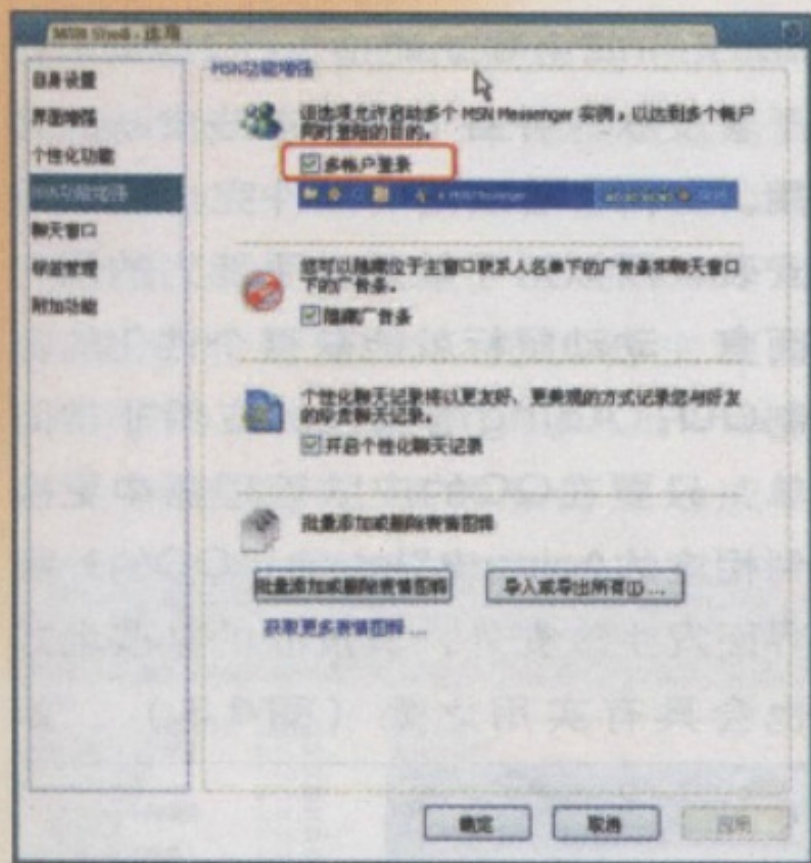 MSN Shell - 选项
自身设置
界面增强
个性化功能
MSN功能增强
聊天窗口
标签管理
附加功能
MSN功能增强
该选项允许启动多个 MSN Messenger 实例，以达到多个帐户
同时登陆的目的。
多帐户登录
MSN Messenger
您可以隐藏位于主窗口联系人名单下的广告条和聊天窗口
下的广告条。
隐藏广告条
个性化聊天记录将以更友好、更美观的方式记录您与好友
的珍贵聊天记录。
开启个性化聊天记录
批量添加或删除表情图释
批量添加或删除表情图释
导入或导出所有(I) ...
获取更多表情图释 ...
确定
取消
应用